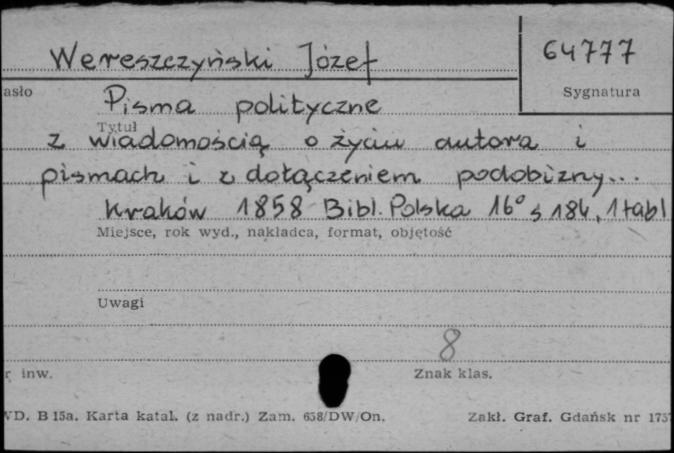 Wereszczyński Józef 64777
asło Sygnatura
Pisma polityczne
Tytuł
z wiadomością o życiu autora i
pismach i z dołączeniem podobizny...
Kraków 1858 Bibl. Polska 16° s 184, 1 tabl
Miejsce, rok wyd., nakładca, format, objętość
Uwagi
8
r inw. Znak klas.
WD. B 15a. Karta katal. (z nadr.) Zam. 658/DW/On. Zakł. Graf. Gdańsk nr 1757